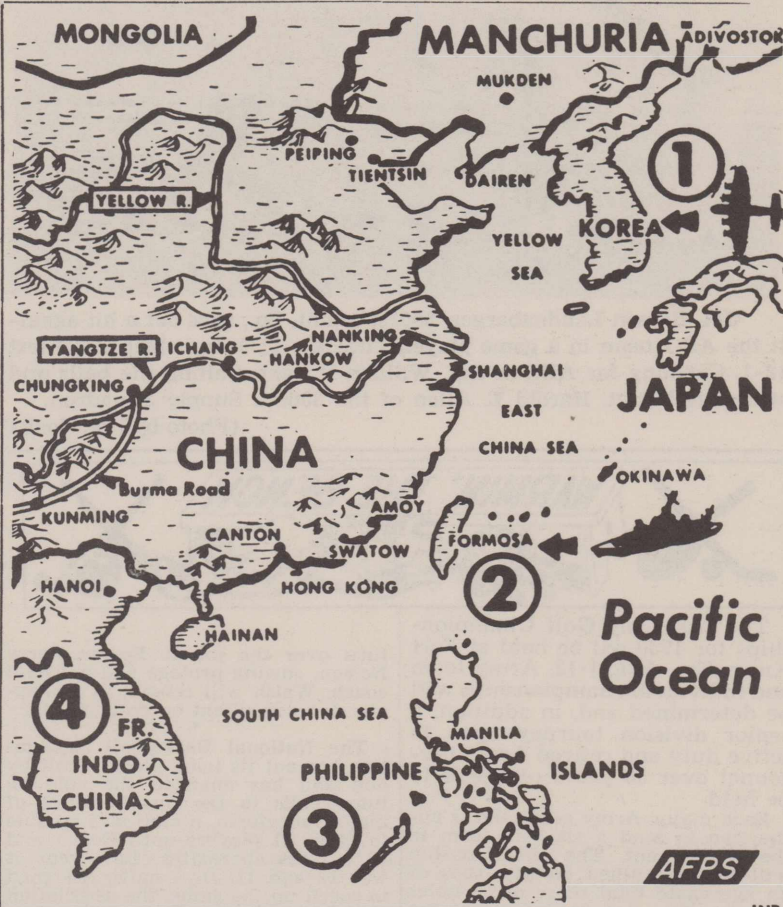 MONGOLIA
MANCHURIA
ADIVOSTOK
MUKDEN
PEIPING
TIENTSIN
DAIREN
1
YELLOW R.
KOREA
YELLOW
SEA
NANKING
YANGTZE R.
ICHANG
HANKOW
CHUNGKING
SHANGHAI
JAPAN
EAST
CHINA SEA
CHINA
OKINAWA
Burma Road
KUNMING
AMOY
CANTON
SWATOW
FORMOSA
HANOI
HONG KONG
2
HAINAN
Pacific
Ocean
4
SOUTH CHINA SEA
FR.
INDO
CHINA
MANILA
PHILIPPINE
ISLANDS
3
AFPS